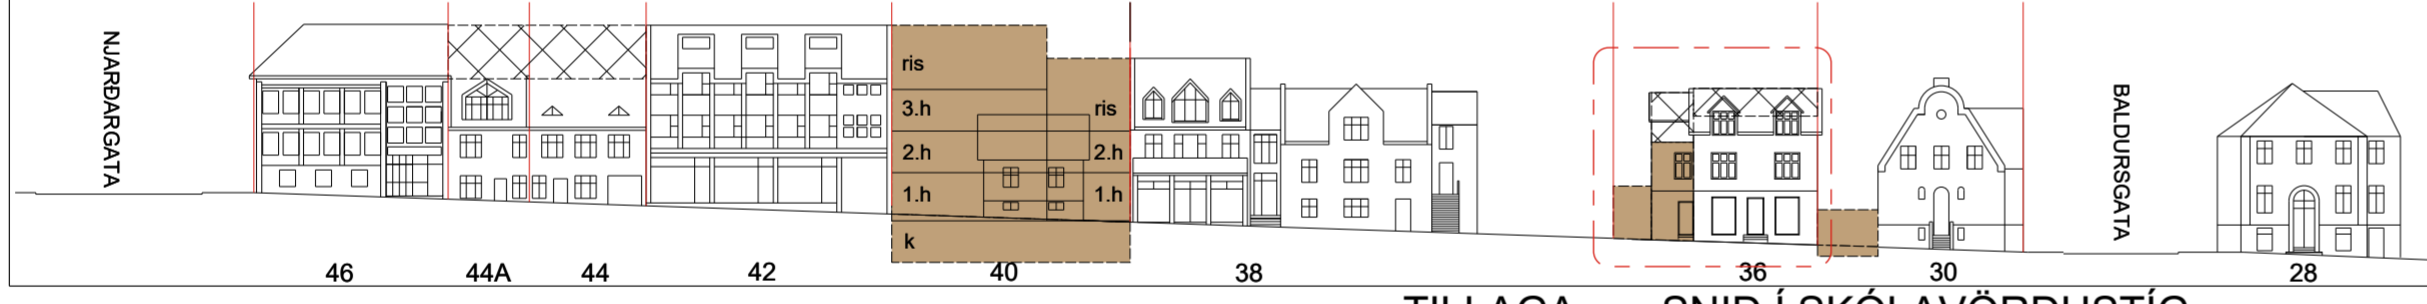 NJARÐARGATA
ris
3.h
ris
2.h
2.h
1.h
1.h
k
BALDURSGATA
46
44A
44
42
40
38
36
30
28